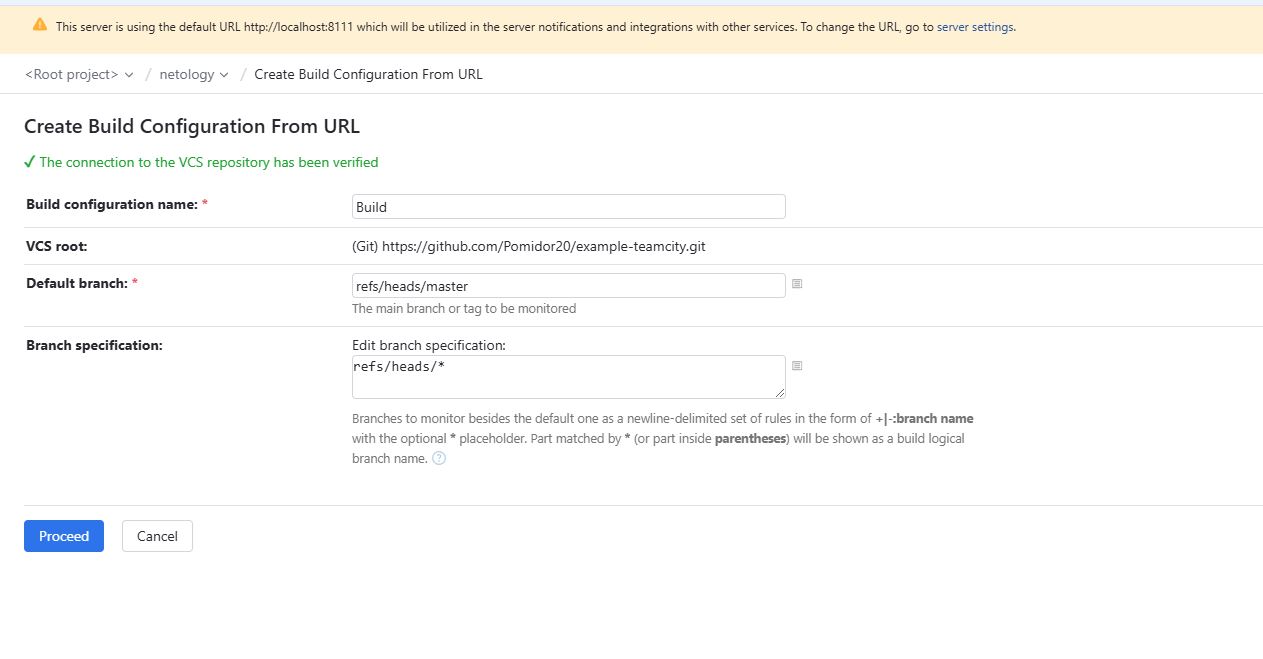 This server is using the default URL http://localhost:8111 which will be utilized in the server notifications and integrations with other services. To change the URL, go to server settings.
<Root project> / netology / Create Build Configuration From URL
Create Build Configuration From URL
✓ The connection to the VCS repository has been verified
Build configuration name: * Build
VCS root: (Git) https://github.com/Pomidor20/example-teamcity.git
Default branch: * refs/heads/master
The main branch or tag to be monitored
Branch specification: Edit branch specification:
refs/heads/*
Branches to monitor besides the default one as a newline-delimited set of rules in the form of +|-:branch name
with the optional * placeholder. Part matched by * (or part inside parentheses) will be shown as a build logical
branch name. ?
Proceed Cancel